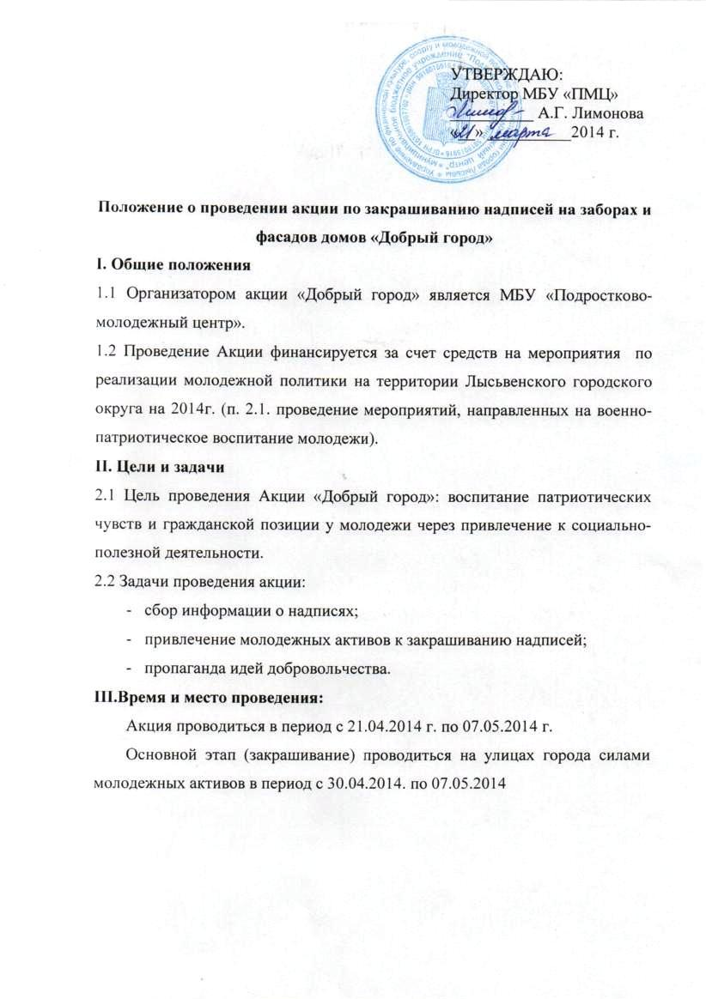 УТВЕРЖДАЮ:
Директор МБУ «ПМЦ»
А.Г. Лимонова
«21» марта 2014 г.
Положение о проведении акции по закрашиванию надписей на заборах и
фасадов домов «Добрый город»
I. Общие положения
1.1 Организатором акции «Добрый город» является МБУ «Подростково-
молодежный центр».
1.2 Проведение Акции финансируется за счет средств на мероприятия по
реализации молодежной политики на территории Лысьвенского городского
округа на 2014г. (п. 2.1. проведение мероприятий, направленных на военно-
патриотическое воспитание молодежи).
II. Цели и задачи
2.1 Цель проведения Акции «Добрый город»: воспитание патриотических
чувств и гражданской позиции у молодежи через привлечение к социально-
полезной деятельности.
2.2 Задачи проведения акции:
- сбор информации о надписях;
- привлечение молодежных активов к закрашиванию надписей;
- пропаганда идей добровольчества.
III.Время и место проведения:
Акция проводиться в период с 21.04.2014 г. по 07.05.2014 г.
Основной этап (закрашивание) проводиться на улицах города силами
молодежных активов в период с 30.04.2014. по 07.05.2014